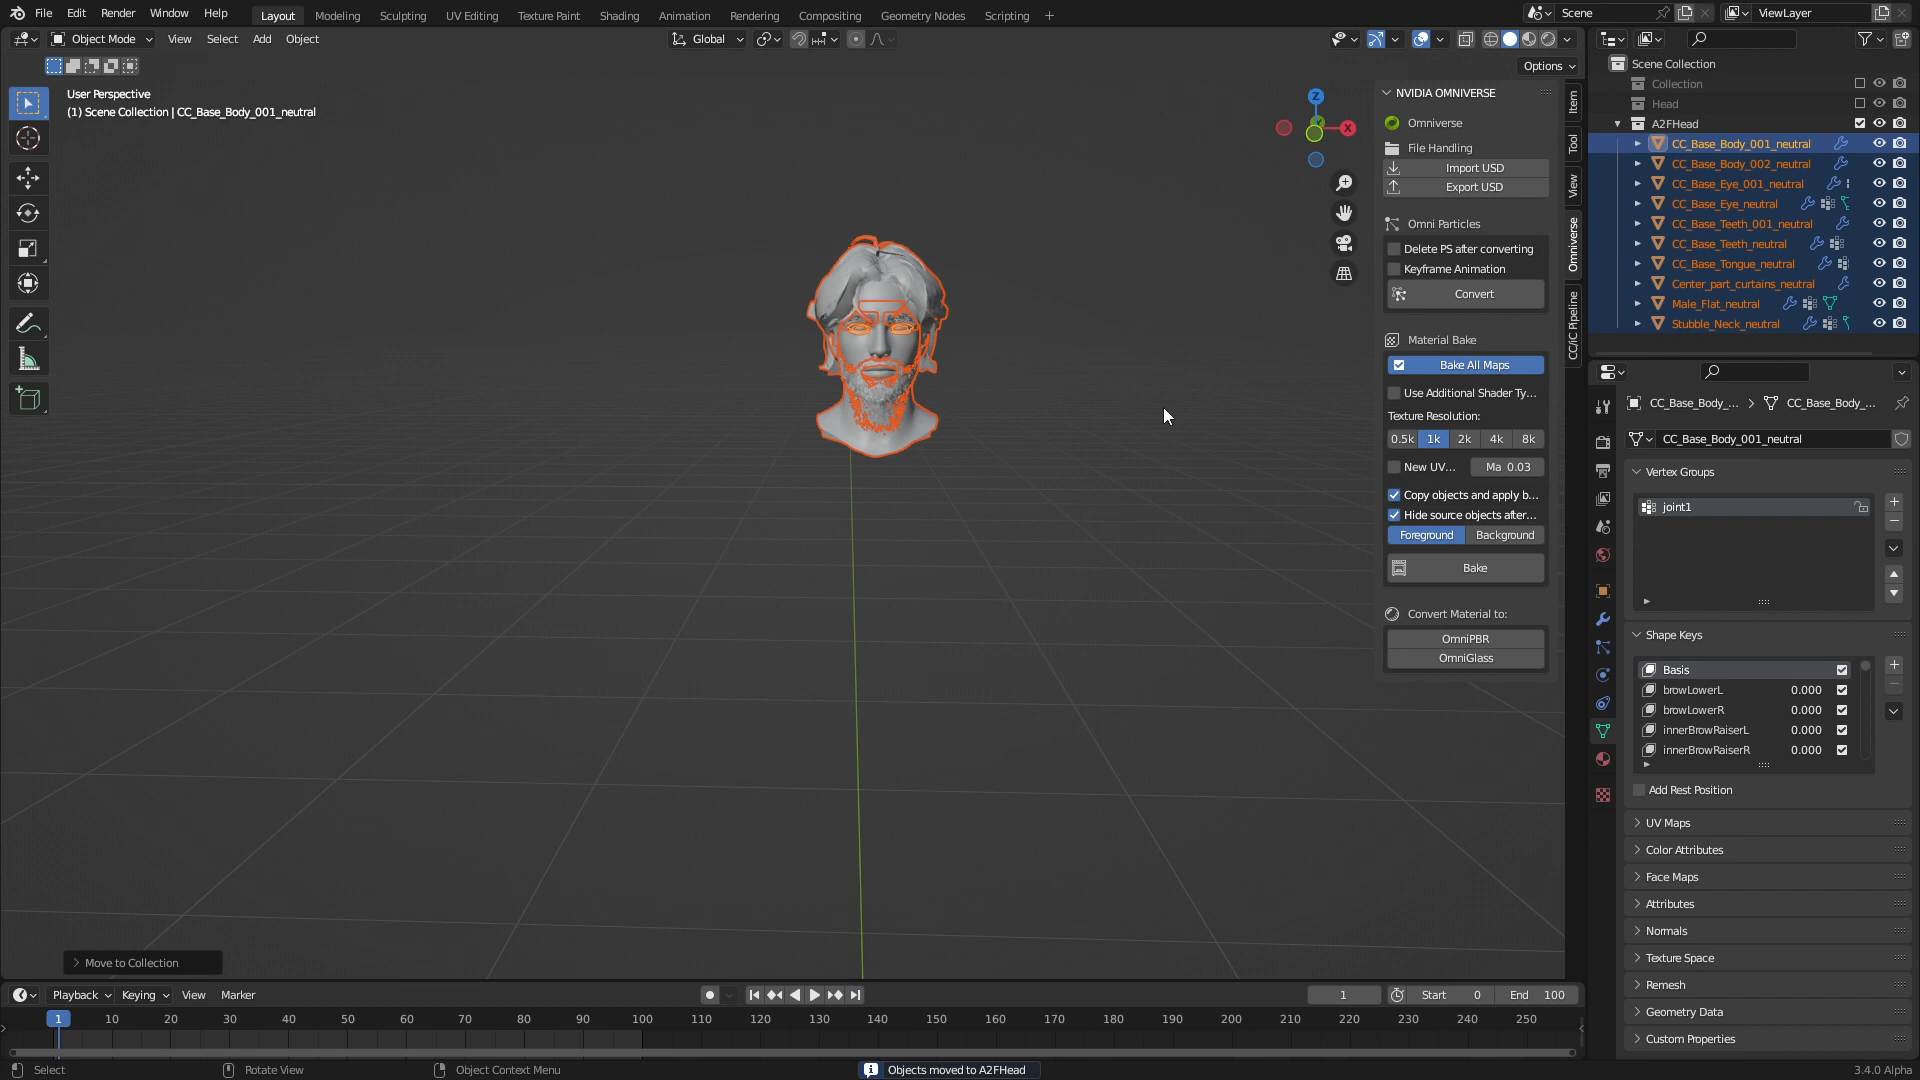 File Edit Render Window Help Layout Modeling Sculpting UV Editing Texture Paint Shading Animation Rendering Compositing Geometry Nodes Scripting + Scene ViewLayer
Object Mode View Select Add Object Global
Options
User Perspective
(1) Scene Collection | CC_Base_Body_001_neutral
Z
X
NVIDIA OMNIVERSE
Omniverse
File Handling
Import USD
Export USD
Omni Particles
Delete PS after converting
Keyframe Animation
Convert
Material Bake
Bake All Maps
Use Additional Shader Ty...
Texture Resolution:
0.5k 1k 2k 4k 8k
New UV... Ma 0.03
Copy objects and apply b...
Hide source objects after...
Foreground Background
Bake
Convert Material to:
OmniPBR
OmniGlass
Item
Tool
View
Omniverse
CC/iC Pipeline
Scene Collection
Collection
Head
A2FHead
CC_Base_Body_001_neutral
CC_Base_Body_002_neutral
CC_Base_Eye_001_neutral
CC_Base_Eye_neutral
CC_Base_Teeth_001_neutral
CC_Base_Teeth_neutral
CC_Base_Tongue_neutral
Center_part_curtains_neutral
Male_Flat_neutral
Stubble_Neck_neutral
CC_Base_Body_... > CC_Base_Body_...
CC_Base_Body_001_neutral
Vertex Groups
joint1
Shape Keys
Basis
browLowerL 0.000
browLowerR 0.000
innerBrowRaiserL 0.000
innerBrowRaiserR 0.000
Add Rest Position
UV Maps
Color Attributes
Face Maps
Attributes
Normals
Texture Space
Remesh
Geometry Data
Custom Properties
Move to Collection
Playback Keying View Marker 1 Start 0 End 100
1 10 20 30 40 50 60 70 80 90 100 110 120 130 140 150 160 170 180 190 200 210 220 230 240 250
Select Rotate View Object Context Menu Objects moved to A2FHead 3.4.0 Alpha